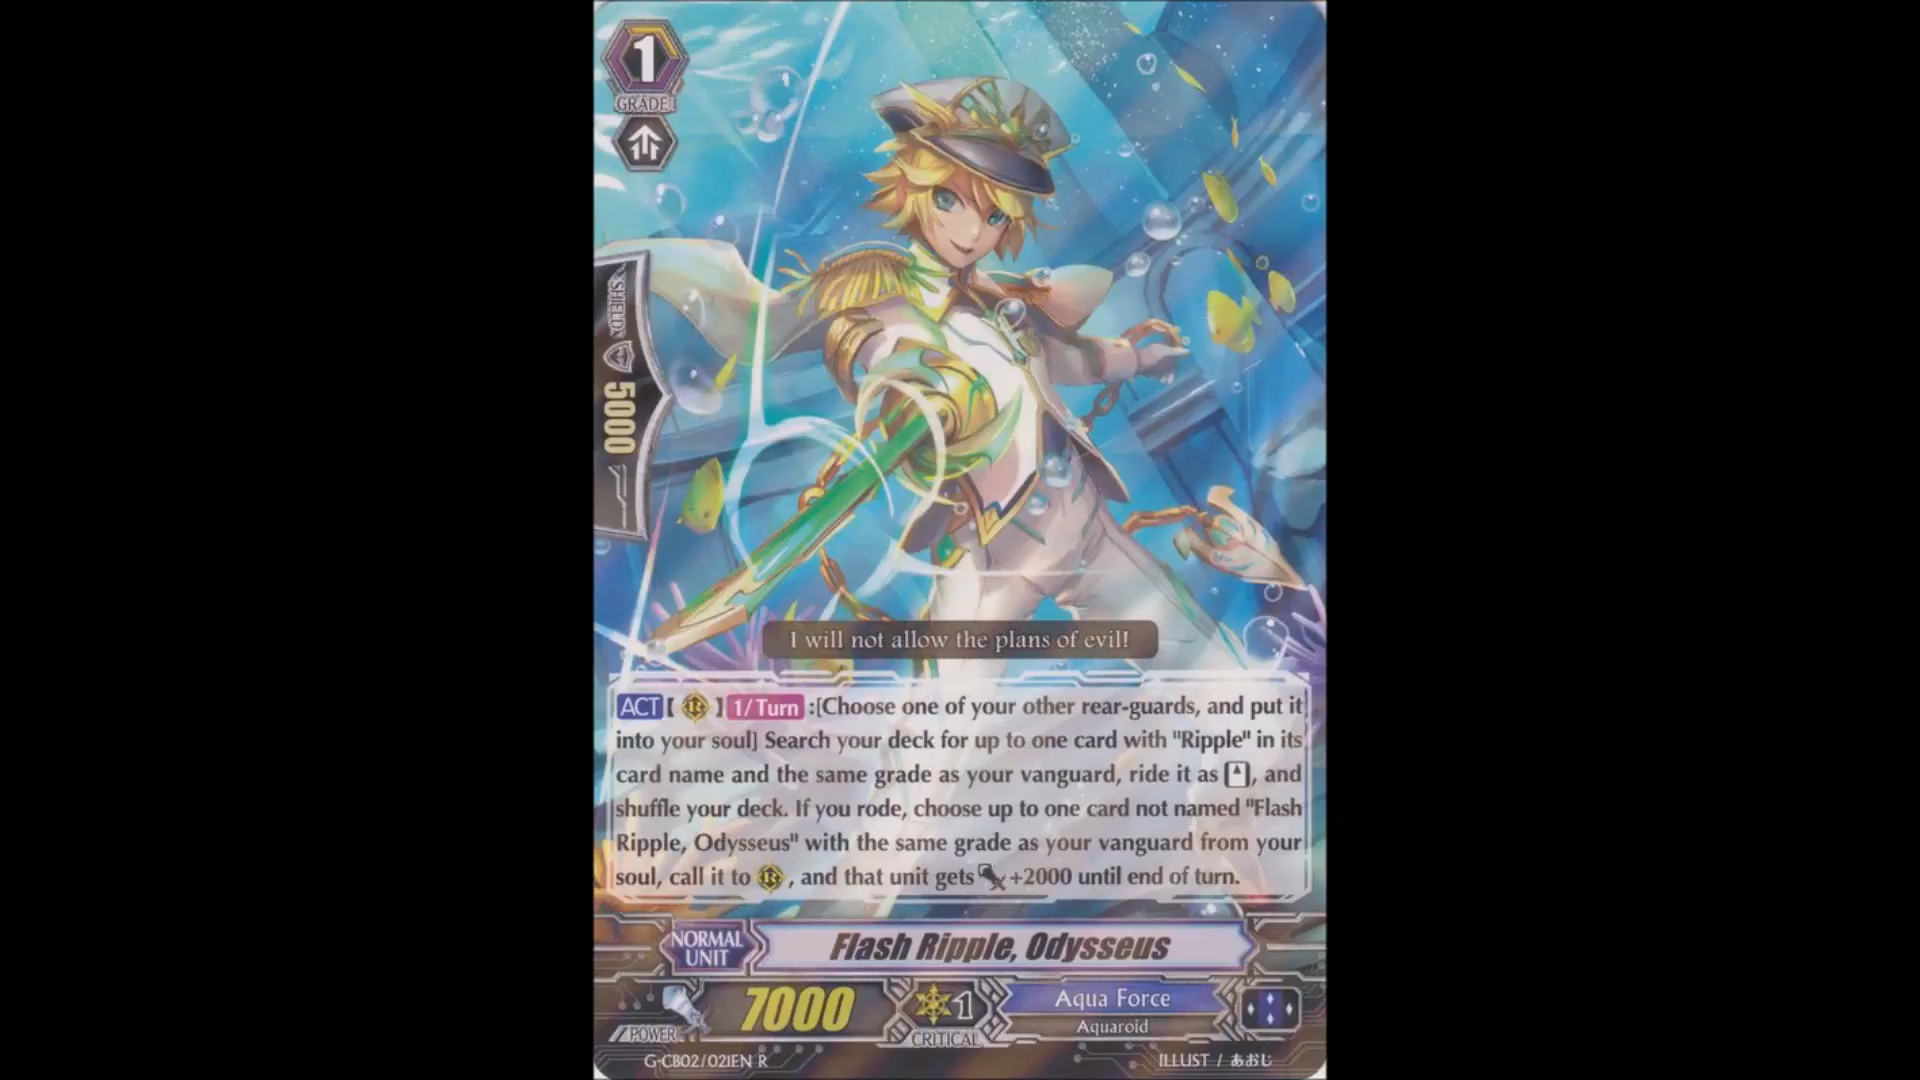 1
GRADE1
SHIELD
5000
I will not allow the plans of evil!
ACT【 R 】1/Turn :[Choose one of your other rear-guards, and put it
into your soul] Search your deck for up to one card with "Ripple" in its
card name and the same grade as your vanguard, ride it as , and
shuffle your deck. If you rode, choose up to one card not named "Flash
Ripple, Odysseus" with the same grade as your vanguard from your
soul, call it to R , and that unit gets +2000 until end of turn.
NORMAL
UNIT
Flash Ripple, Odysseus
POWER
7000
1
CRITICAL
Aqua Force
Aquaroid
G-CB02/021EN R
ILLUST / あおじ